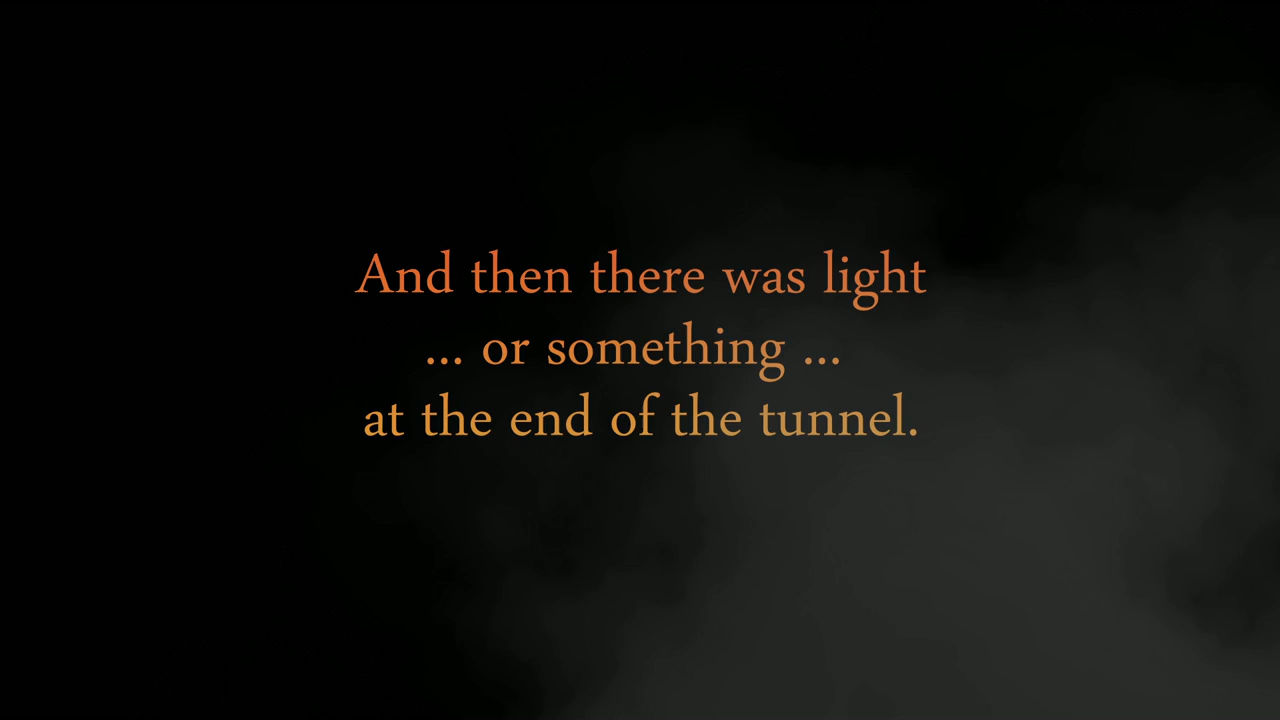 And then there was light
... or something ...
at the end of the tunnel.